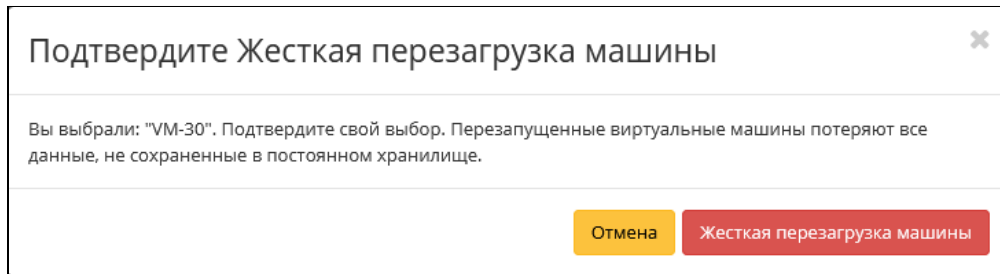 Подтвердите Жесткая перезагрузка машины
Вы выбрали: "VM-30". Подтвердите свой выбор. Перезапущенные виртуальные машины потеряют все
данные, не сохраненные в постоянном хранилище.
Отмена
Жесткая перезагрузка машины